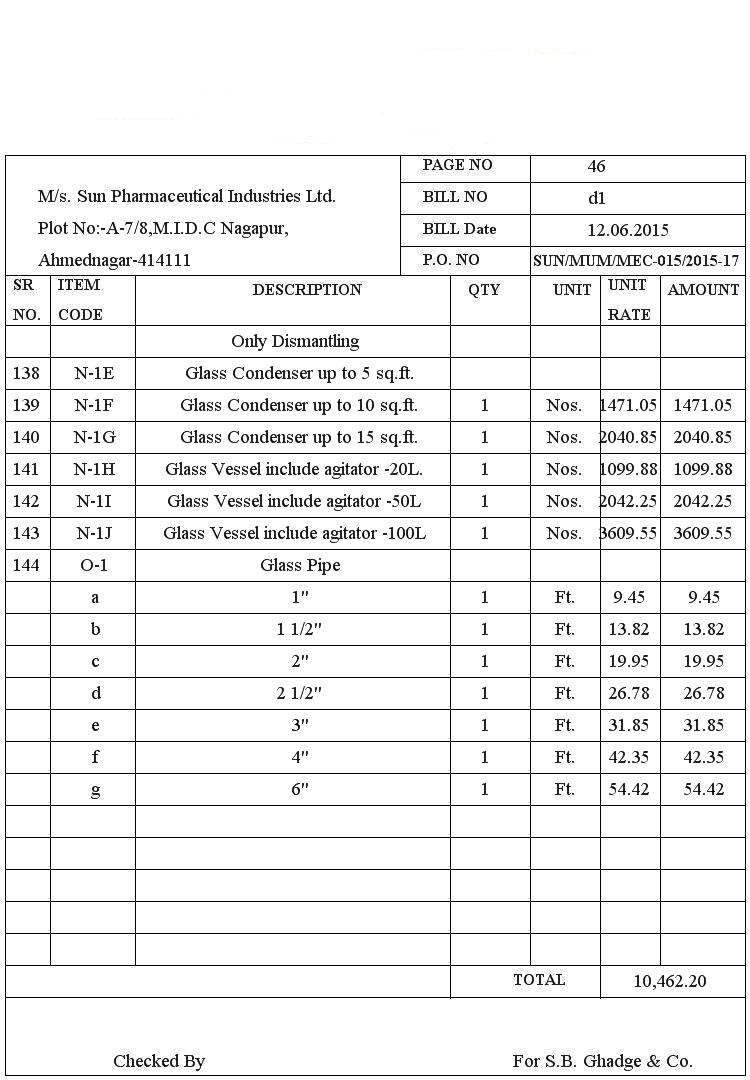 PAGE NO 46
M/s. Sun Pharmaceutical Industries Ltd. BILL NO d1
Plot No:-A-7/8,M.I.D.C Nagapur, BILL Date 12.06.2015
Ahmednagar-414111 P.O. NO SUN/MUM/MEC-015/2015-17
SR NO. ITEM CODE DESCRIPTION QTY UNIT UNIT RATE AMOUNT
Only Dismantling
138 N-1E Glass Condenser up to 5 sq.ft.
139 N-1F Glass Condenser up to 10 sq.ft. 1 Nos. 1471.05 1471.05
140 N-1G Glass Condenser up to 15 sq.ft. 1 Nos. 2040.85 2040.85
141 N-1H Glass Vessel include agitator -20L. 1 Nos. 1099.88 1099.88
142 N-1I Glass Vessel include agitator -50L 1 Nos. 2042.25 2042.25
143 N-1J Glass Vessel include agitator -100L 1 Nos. 3609.55 3609.55
144 O-1 Glass Pipe
a 1" 1 Ft. 9.45 9.45
b 1 1/2" 1 Ft. 13.82 13.82
c 2" 1 Ft. 19.95 19.95
d 2 1/2" 1 Ft. 26.78 26.78
e 3" 1 Ft. 31.85 31.85
f 4" 1 Ft. 42.35 42.35
g 6" 1 Ft. 54.42 54.42
TOTAL 10,462.20
Checked By For S.B. Ghadge & Co.